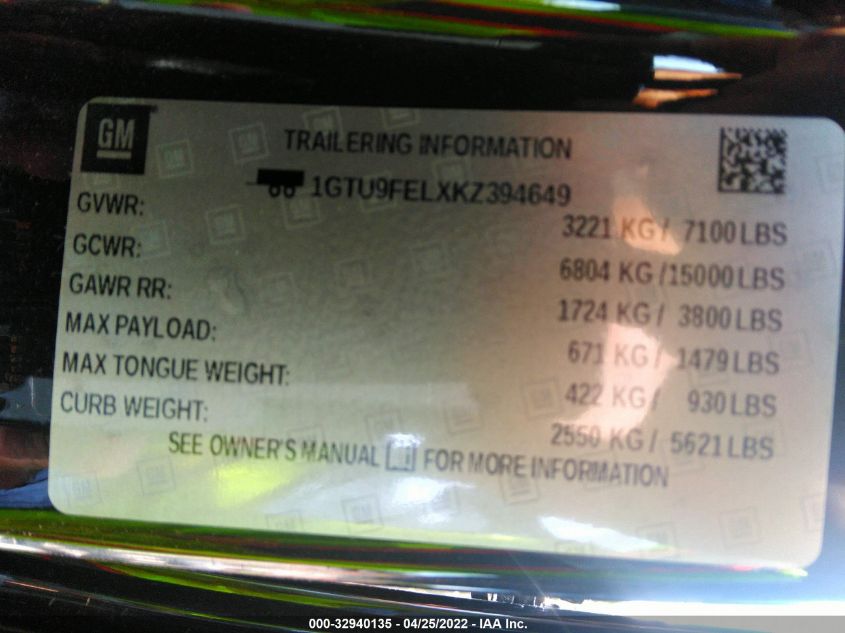 GM
TRAILERING INFORMATION
1GTU9FELXKZ394649
GVWR: 3221 KG / 7100 LBS
GCWR: 6804 KG / 15000 LBS
GAWR RR: 1724 KG / 3800 LBS
MAX PAYLOAD: 671 KG / 1479 LBS
MAX TONGUE WEIGHT: 422 KG / 930 LBS
CURB WEIGHT: 2550 KG / 5621 LBS
SEE OWNER'S MANUAL FOR MORE INFORMATION
000-32940135 - 04/25/2022 - IAA Inc.